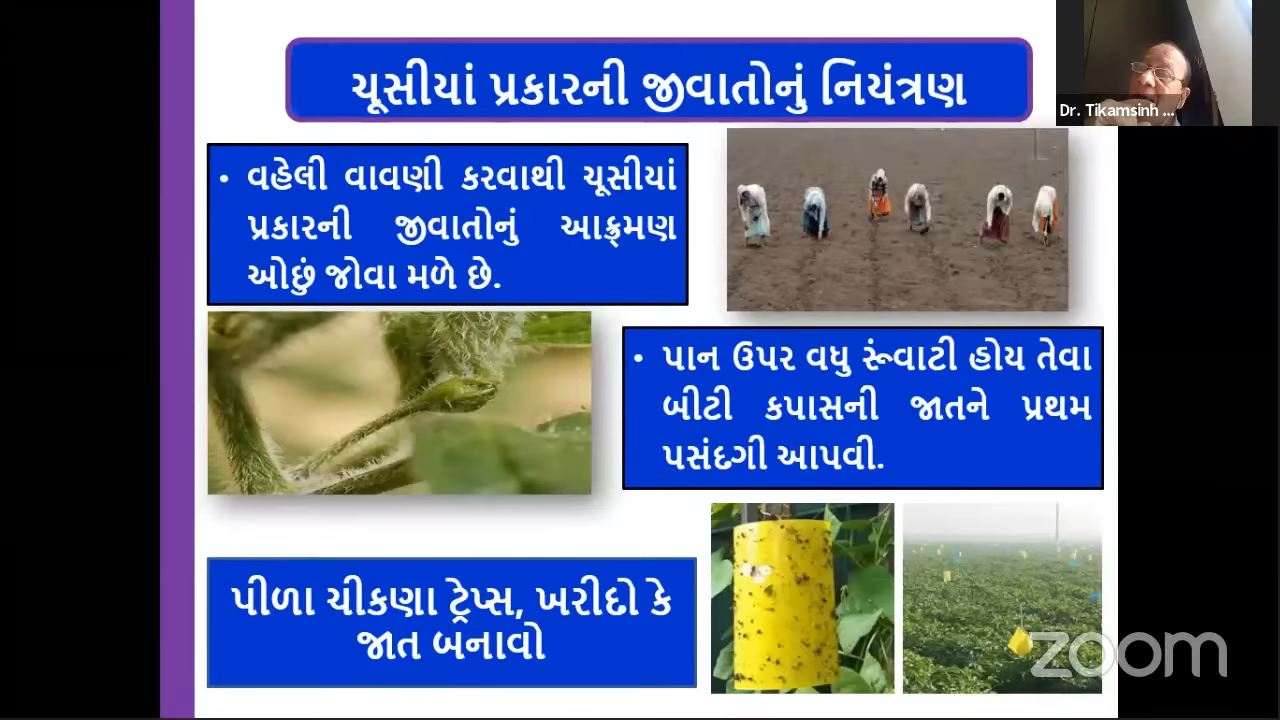 ચૂસીયાં પ્રકારની જીવાતોનું નિયંત્રણ
Dr. Tikamsinh ...
• વહેલી વાવણી કરવાથી ચૂસીયાં
પ્રકારની જીવાતોનું આક્ર્મણ
ઓછું જોવા મળે છે.
• પાન ઉપર વધુ રૂંવાટી હોય તેવા
બીટી કપાસની જાતને પ્રથમ
પસંદગી આપવી.
પીળા ચીકણા ટ્રેપ્સ, ખરીદો કે
જાત બનાવો
zoom